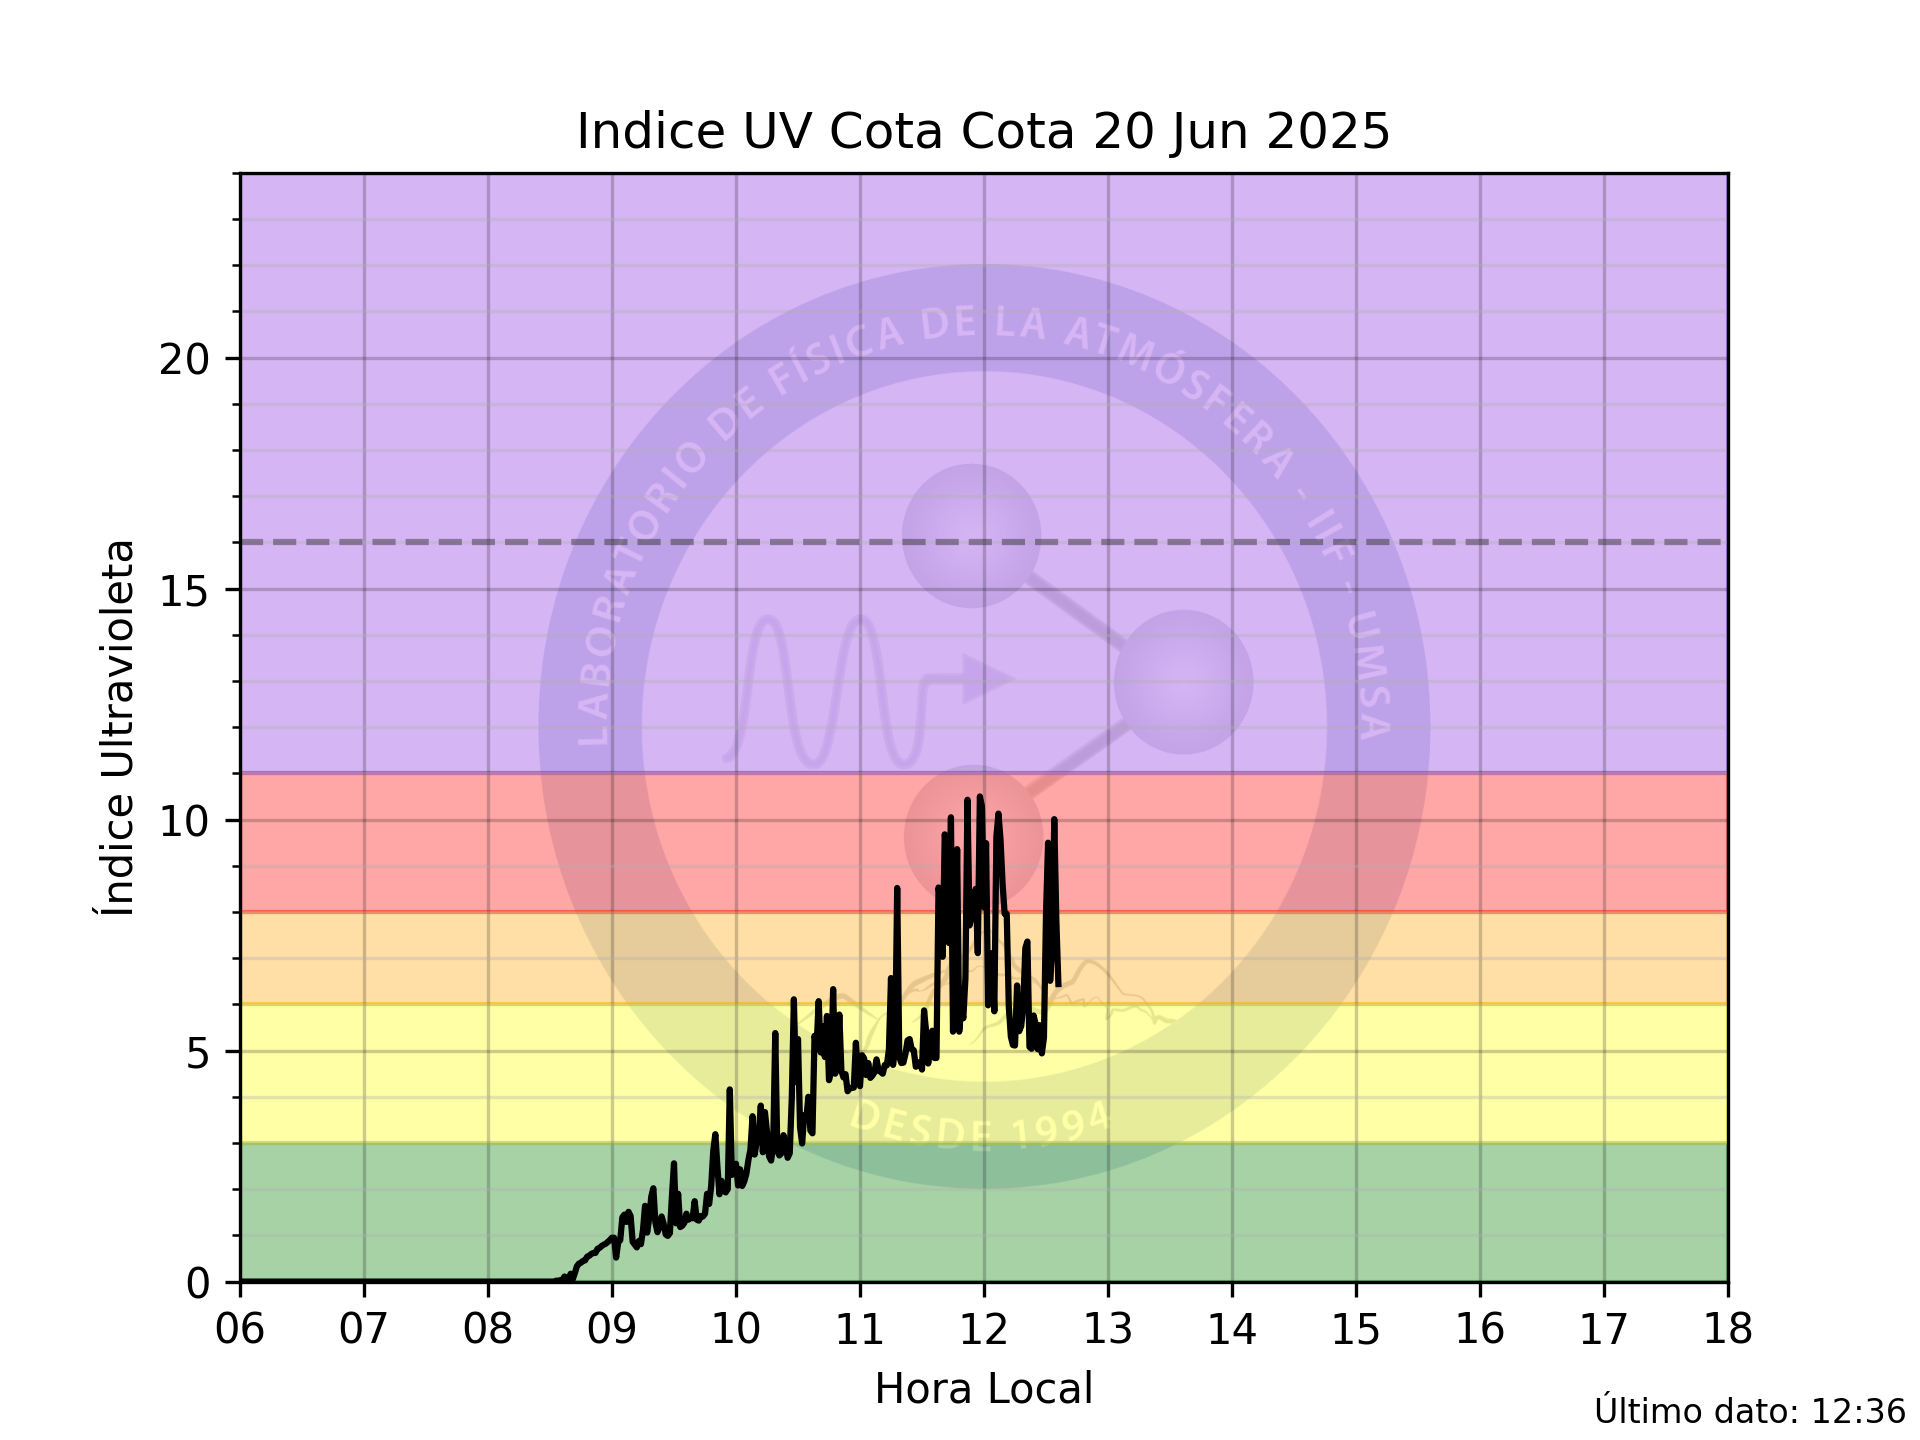 Indice UV Cota Cota 20 Jun 2025
LABORATORIO DE FÍSICA DE LA ATMÓSFERA - IIF - UMSA
DESDE 1994
Índice Ultravioleta
20
15
10
5
0
06 07 08 09 10 11 12 13 14 15 16 17 18
Hora Local
Último dato: 12:36